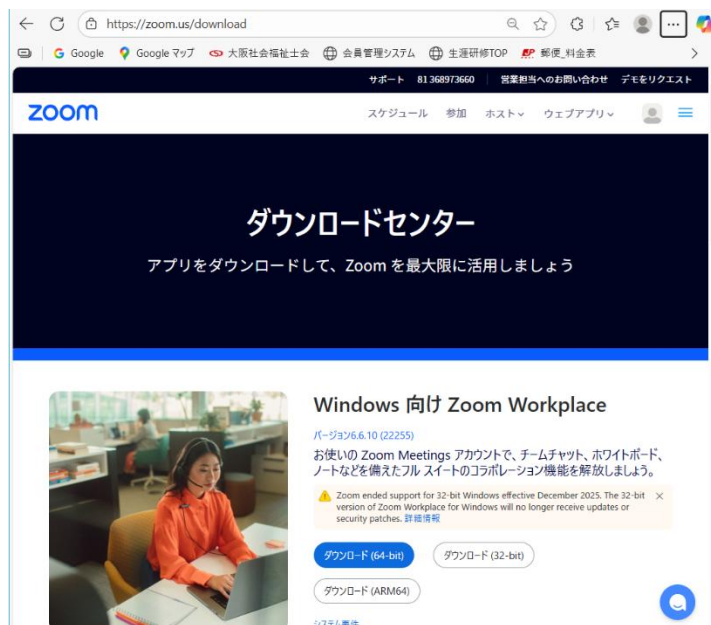 https://zoom.us/download
Google
Google マップ
大阪社会福祉士会
会員管理システム
生涯研修TOP
郵便_料金表
サポート 81 368973660
営業担当へのお問い合わせ
デモをリクエスト
zoom
スケジュール
参加
ホスト
ウェブアプリ
ダウンロードセンター
アプリをダウンロードして、Zoom を最大限に活用しましょう
Windows 向け Zoom Workplace
バージョン6.6.10 (22255)
お使いの Zoom Meetings アカウントで、チームチャット、ホワイトボード、
ノートなどを備えたフル スイートのコラボレーション機能を解放しましょう。
Zoom ended support for 32-bit Windows effective December 2025. The 32-bit
version of Zoom Workplace for Windows will no longer receive updates or
security patches. 詳細情報
ダウンロード (64-bit)
ダウンロード (32-bit)
ダウンロード (ARM64)
システム要件